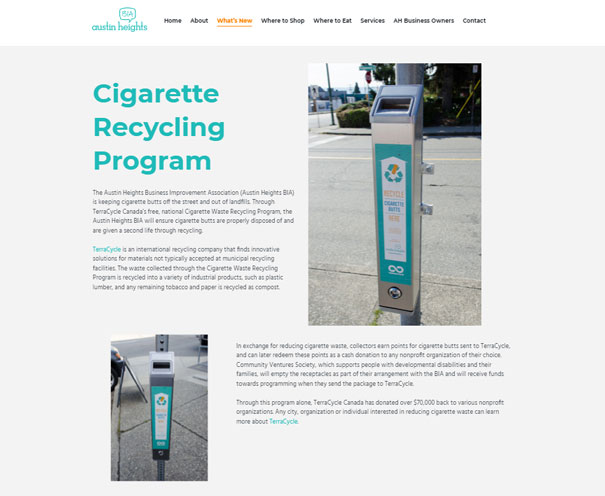 BIA
austin heights
Home About What's New Where to Shop Where to Eat Services AH Business Owners Contact
Cigarette
Recycling
Program
The Austin Heights Business Improvement Association (Austin Heights BIA)
is keeping cigarette butts off the street and out of landfills. Through
TerraCycle Canada's free, national Cigarette Waste Recycling Program, the
Austin Heights BIA will ensure cigarette butts are properly disposed of and
are given a second life through recycling.
TerraCycle is an international recycling company that finds innovative
solutions for materials not typically accepted at municipal recycling
facilities. The waste collected through the Cigarette Waste Recycling
Program is recycled into a variety of industrial products, such as plastic
lumber, and any remaining tobacco and paper is recycled as compost.
RECYCLE
CIGARETTE
BUTTS
HERE
In exchange for reducing cigarette waste, collectors earn points for cigarette butts sent to TerraCycle,
and can later redeem these points as a cash donation to any nonprofit organization of their choice.
Community Ventures Society, which supports people with developmental disabilities and their
families, will empty the receptacles as part of their arrangement with the BIA and will receive funds
towards programming when they send the package to TerraCycle.
Through this program alone, TerraCycle Canada has donated over $70,000 back to various nonprofit
organizations. Any city, organization or individual interested in reducing cigarette waste can learn
more about TerraCycle.